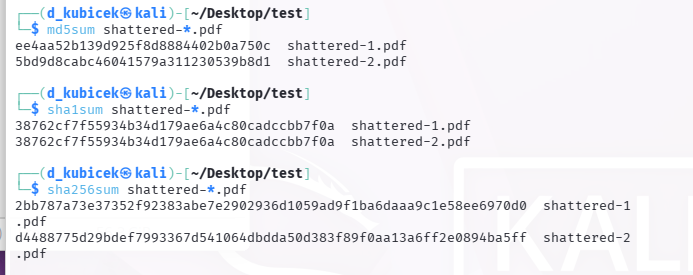 ┌──(d_kubicek㉿kali)-[~/Desktop/test]
└─$ md5sum shattered-*.pdf
ee4aa52b139d925f8d8884402b0a750c  shattered-1.pdf
5bd9d8cabc46041579a311230539b8d1  shattered-2.pdf
┌──(d_kubicek㉿kali)-[~/Desktop/test]
└─$ sha1sum shattered-*.pdf
38762cf7f55934b34d179ae6a4c80cadccbb7f0a  shattered-1.pdf
38762cf7f55934b34d179ae6a4c80cadccbb7f0a  shattered-2.pdf
┌──(d_kubicek㉿kali)-[~/Desktop/test]
└─$ sha256sum shattered-*.pdf
2bb787a73e37352f92383abe7e2902936d1059ad9f1ba6daaa9c1e58ee6970d0  shattered-1
.pdf
d4488775d29bdef7993367d541064dbdda50d383f89f0aa13a6ff2e0894ba5ff  shattered-2
.pdf
KALI